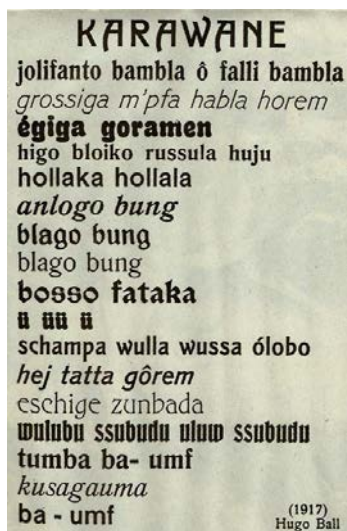 KARAWANE
jolifanto bambla ô falli bambla
grossiga m'pfa habla horem
égiga goramen
higo bloiko russula huju
hollaka hollala
anlogo bung
blago bung
blago bung
bosso fataka
ü üü ü
schampa wulla wussa ólobo
hej tatta gôrem
eschige zunbada
wulubu ssubudu uluw ssubudu
tumba ba- umf
kusagauma
ba - umf
(1917)
Hugo Ball